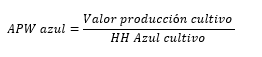 APW azul = Valor producción cultivo / HH Azul cultivo